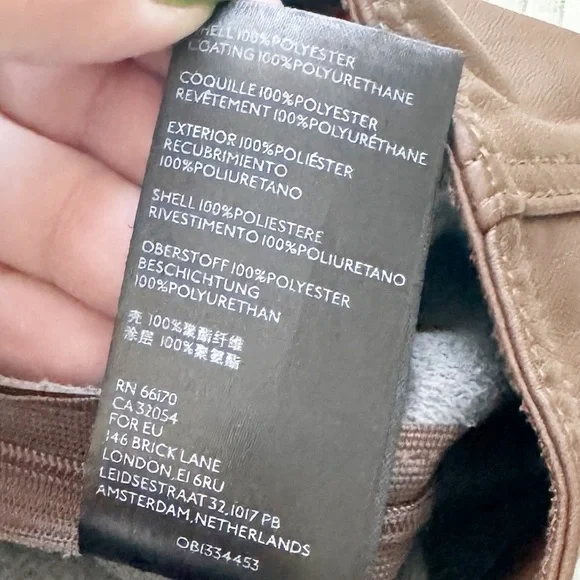 SHELL 100%POLYESTER
COATING 100%POLYURETHANE
COQUILLE 100%POLYESTER
REVÊTEMENT 100%POLYURÉTHANE
EXTERIOR 100%POLIÉSTER
RECUBRIMIENTO
100%POLIURETANO
SHELL 100%POLIESTERE
RIVESTIMENTO 100%POLIURETANO
OBERSTOFF 100%POLYESTER
BESCHICHTUNG
100%POLYURETHAN
壳 100%聚酯纤维
涂层 100%聚氨酯
RN 66170
CA 32054
FOR EU
146 BRICK LANE
LONDON,E1 6RU
LEIDSESTRAAT 32,1017 PB
AMSTERDAM,NETHERLANDS
OB1334453